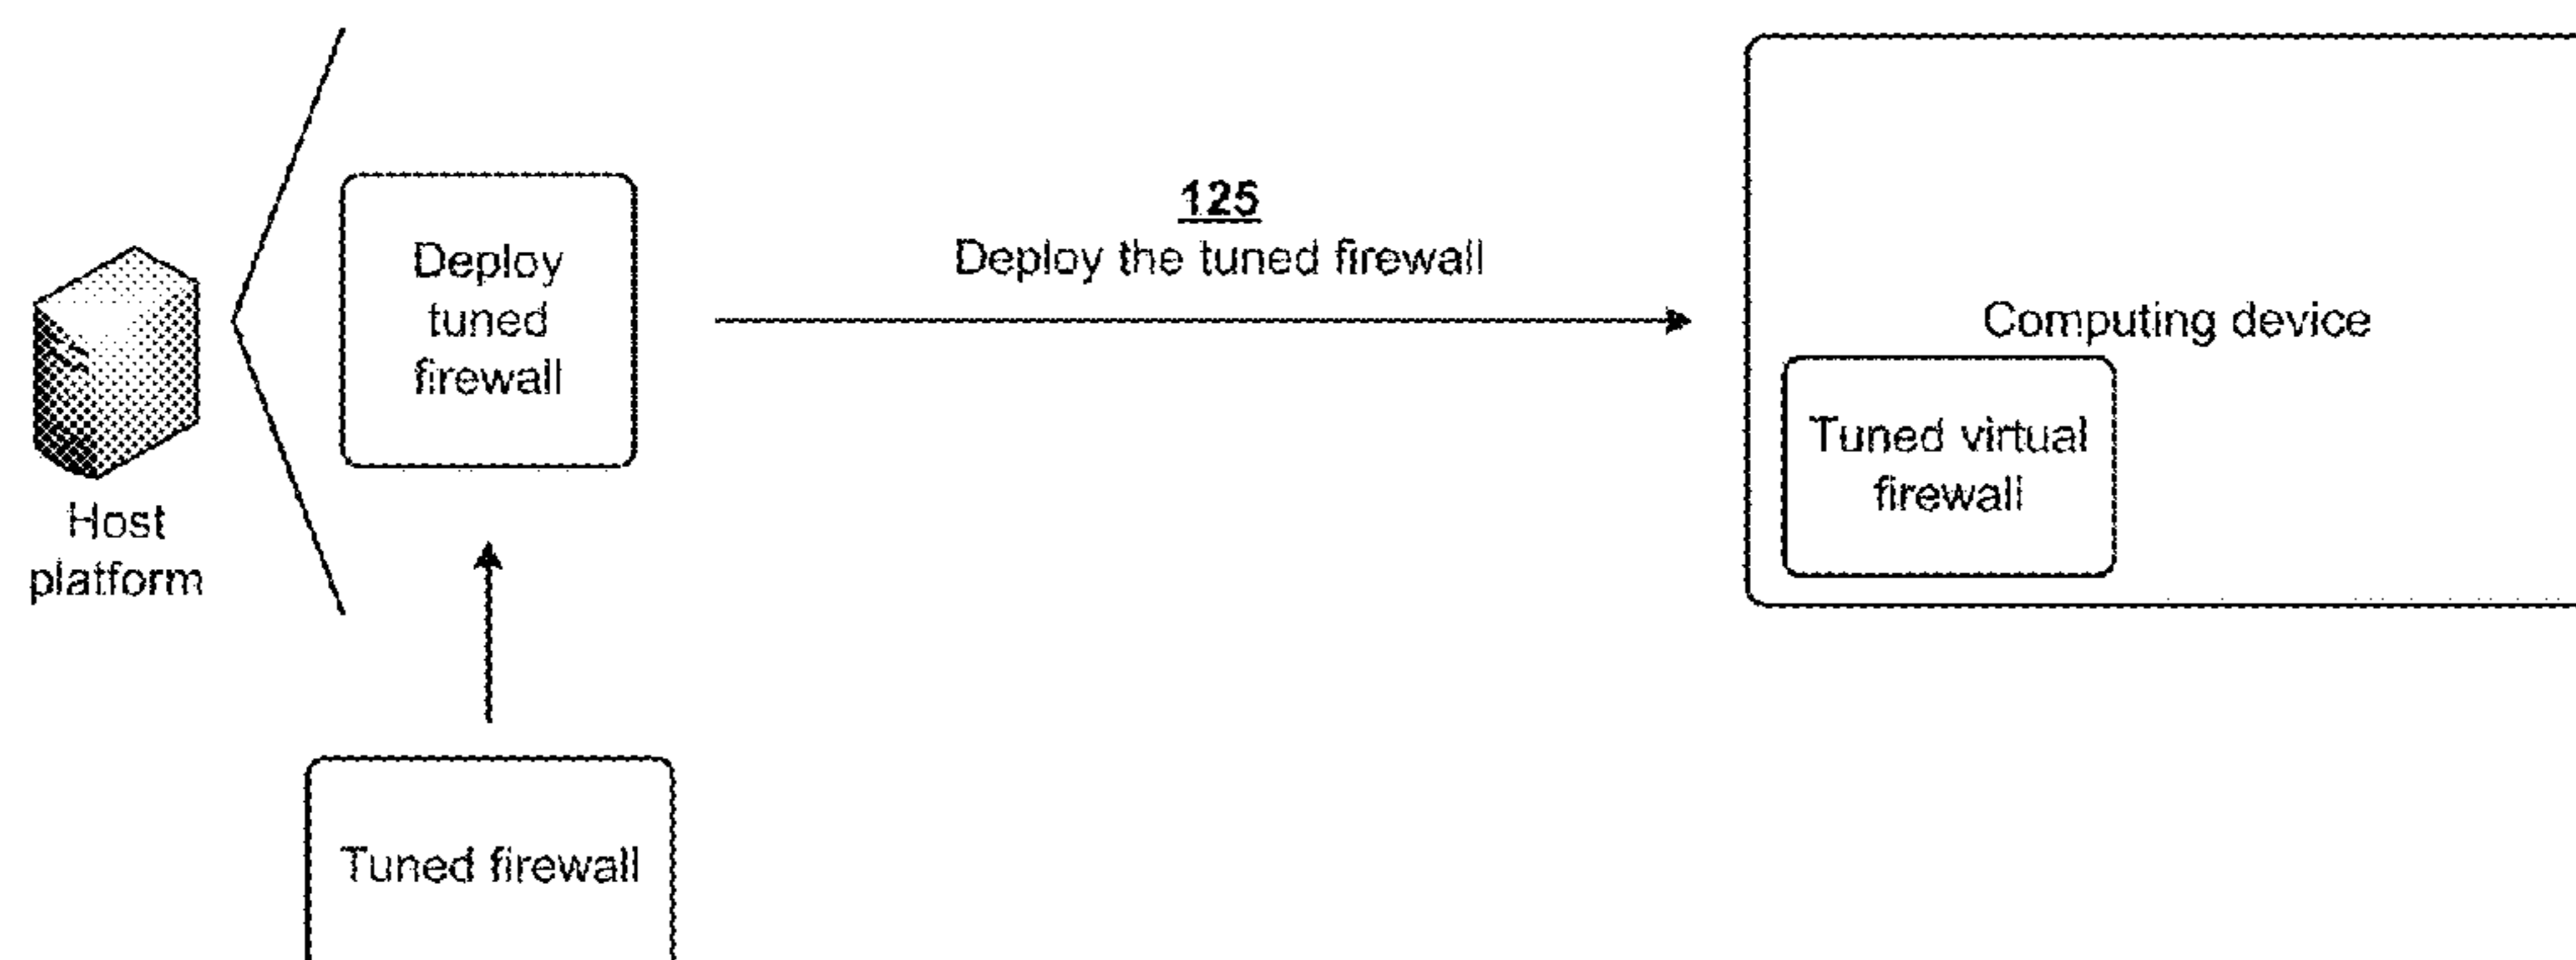 125
Deploy the tuned firewall
Deploy
tuned
firewall
Computing device
Tuned virtual
firewall
Host
platform
Tuned firewall